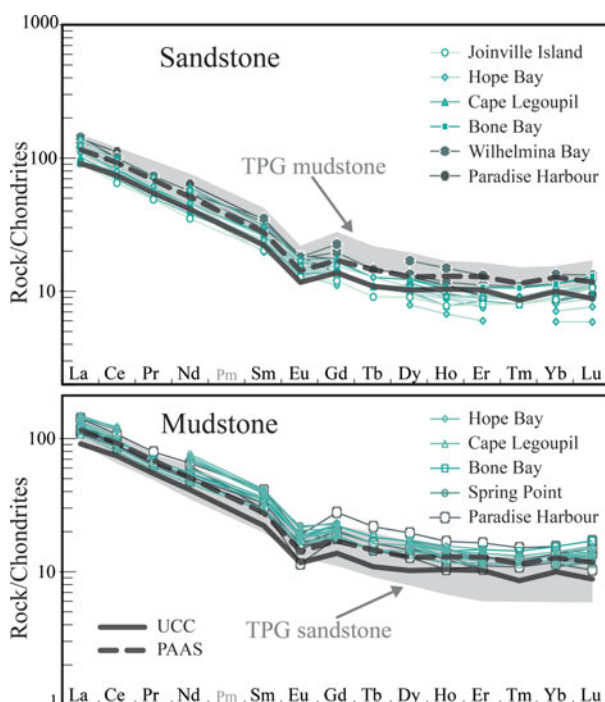 1000
Sandstone
Joinville Island
Hope Bay
Cape Legoupil
Bone Bay
Wilhelmina Bay
Paradise Harbour
100
TPG mudstone
Rock/Chondrites
10
La Ce Pr Nd Pm Sm Eu Gd Tb Dy Ho Er Tm Yb Lu
Mudstone
Hope Bay
Cape Legoupil
Bone Bay
Spring Point
Paradise Harbour
100
Rock/Chondrites
10
TPG sandstone
UCC
PAAS
1
La Ce Pr Nd Pm Sm Eu Gd Tb Dy Ho Er Tm Yb Lu